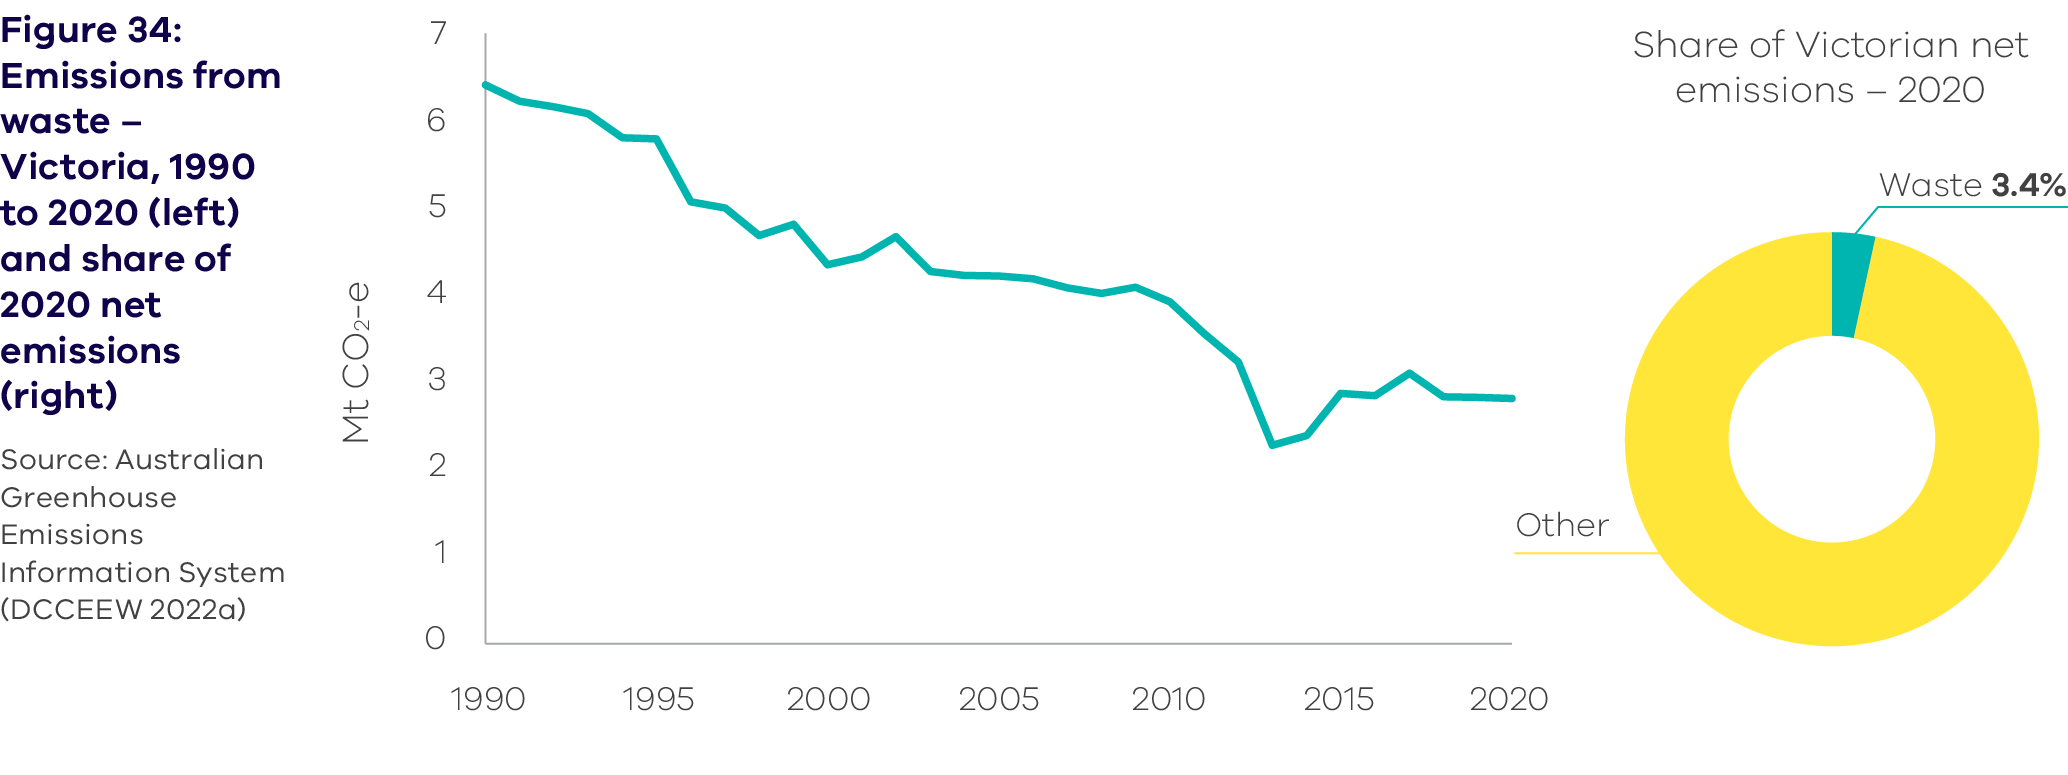 Figure 34:
Emissions from
waste –
Victoria, 1990
to 2020 (left)
and share of
2020 net
emissions
(right)
Source: Australian
Greenhouse
Emissions
Information System
(DCCEEW 2022a)
Mt CO₂-e
7
6
5
4
3
2
1
0
1990 1995 2000 2005 2010 2015 2020
Share of Victorian net
emissions – 2020
Waste 3.4%
Other